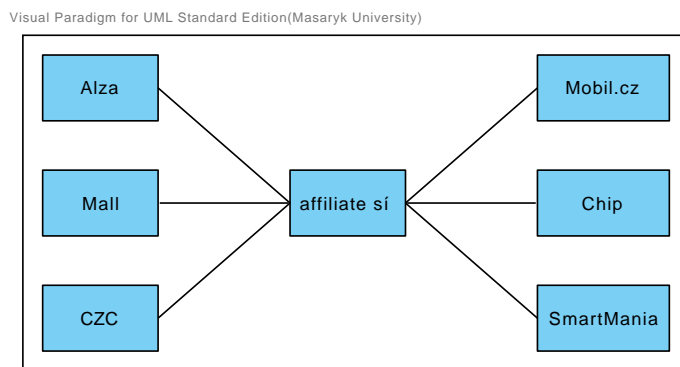 Visual Paradigm for UML Standard Edition(Masaryk University)
Alza
Mobil.cz
Mall
affiliate sí
Chip
CZC
SmartMania